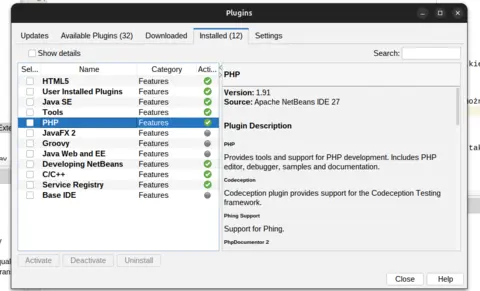 Plugins
Updates
Available Plugins (32)
Downloaded
Installed (12)
Settings
Show details
Search:
Sel... Name Category Acti...
HTML5 Features
User Installed Plugins Features
Java SE Features
Tools Features
PHP Features
JavaFX 2 Features
Groovy Features
Java Web and EE Features
Developing NetBeans Features
C/C++ Features
Service Registry Features
Base IDE Features
PHP
Version: 1.91
Source: Apache NetBeans IDE 27
Plugin Description
PHP
Provides tools and support for PHP development. Includes PHP
editor, debugger, samples and documentation.
Codeception
Codeception plugin provides support for the Codeception Testing
framework.
Phing Support
Support for Phing.
PhpDocumentor 2
Activate
Deactivate
Uninstall
Close
Help